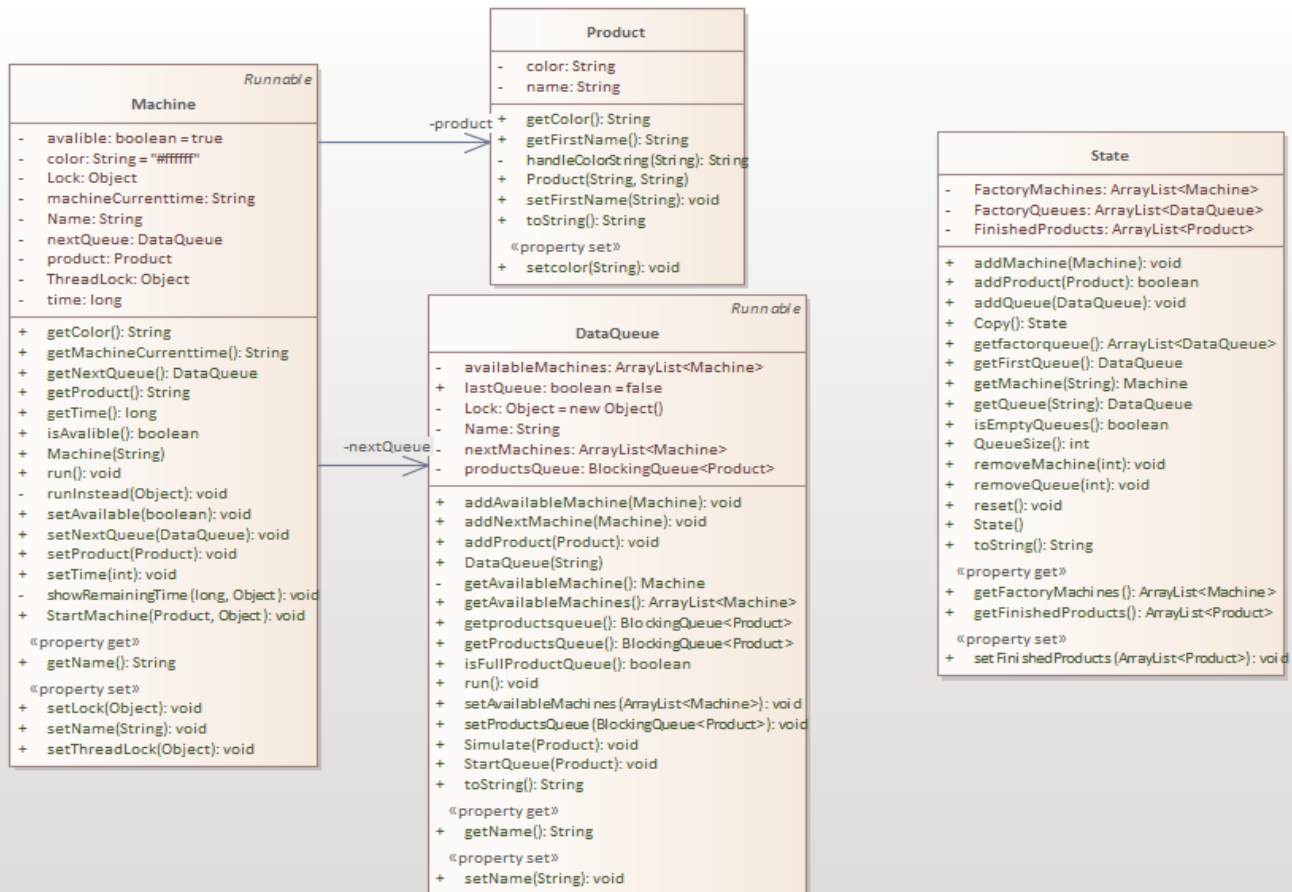 Runnable
Machine
- avalible: boolean = true
- color: String = "#ffffff"
- Lock: Object
- machineCurrenttime: String
- Name: String
- nextQueue: DataQueue
- product: Product
- ThreadLock: Object
- time: long
+ getColor(): String
+ getMachineCurrenttime(): String
+ getNextQueue(): DataQueue
+ getProduct(): String
+ getTime(): long
+ isAvalible(): boolean
+ Machine(String)
+ run(): void
- runInstead(Object): void
+ setAvailable(boolean): void
+ setNextQueue(DataQueue): void
+ setProduct(Product): void
+ setTime(int): void
- showRemainingTime(long, Object): void
+ StartMachine(Product, Object): void
«property get»
+ getName(): String
«property set»
+ setLock(Object): void
+ setName(String): void
+ setThreadLock(Object): void
-product
-nextQueue
Product
- color: String
- name: String
+ getColor(): String
+ getFirstName(): String
- handleColorString(String): String
+ Product(String, String)
+ setFirstName(String): void
+ toString(): String
«property set»
+ setcolor(String): void
Runnable
DataQueue
- availableMachines: ArrayList<Machine>
+ lastQueue: boolean = false
- Lock: Object = new Object()
- Name: String
- nextMachines: ArrayList<Machine>
- productsQueue: BlockingQueue<Product>
+ addAvailableMachine(Machine): void
+ addNextMachine(Machine): void
+ addProduct(Product): void
+ DataQueue(String)
- getAvailableMachine(): Machine
+ getAvailableMachines(): ArrayList<Machine>
+ getproductsqueue(): BlockingQueue<Product>
+ getProductsQueue(): BlockingQueue<Product>
+ isFullProductQueue(): boolean
+ run(): void
+ setAvailableMachines(ArrayList<Machine>): void
+ setProductsQueue(BlockingQueue<Product>): void
+ Simulate(Product): void
+ StartQueue(Product): void
+ toString(): String
«property get»
+ getName(): String
«property set»
+ setName(String): void
State
- FactoryMachines: ArrayList<Machine>
- FactoryQueues: ArrayList<DataQueue>
- FinishedProducts: ArrayList<Product>
+ addMachine(Machine): void
+ addProduct(Product): boolean
+ addQueue(DataQueue): void
+ Copy(): State
+ getfactorqueue(): ArrayList<DataQueue>
+ getFirstQueue(): DataQueue
+ getMachine(String): Machine
+ getQueue(String): DataQueue
+ isEmptyQueues(): boolean
+ QueueSize(): int
+ removeMachine(int): void
+ removeQueue(int): void
+ reset(): void
+ State()
+ toString(): String
«property get»
+ getFactoryMachines(): ArrayList<Machine>
+ getFinishedProducts(): ArrayList<Product>
«property set»
+ setFinishedProducts(ArrayList<Product>): void